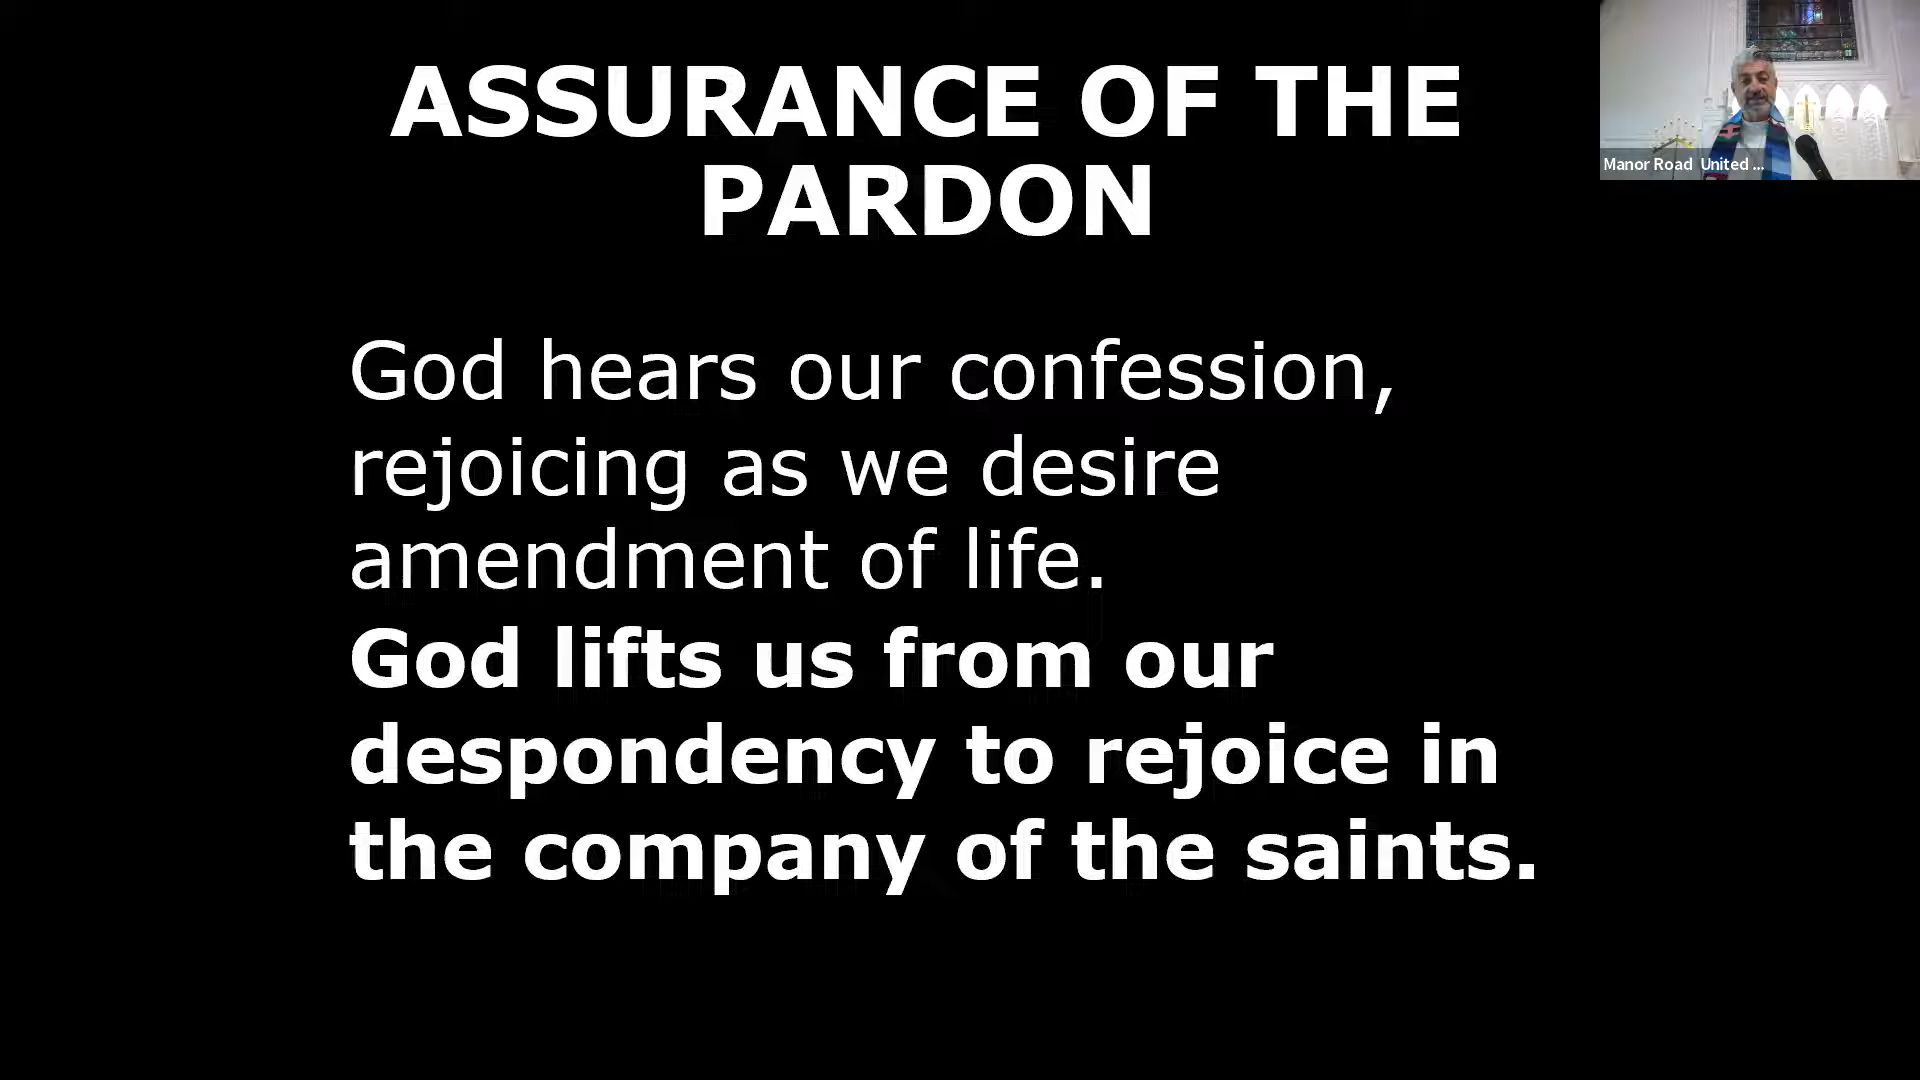 ASSURANCE OF THE
PARDON
God hears our confession,
rejoicing as we desire
amendment of life.
God lifts us from our
despondency to rejoice in
the company of the saints.
Manor Road United ...